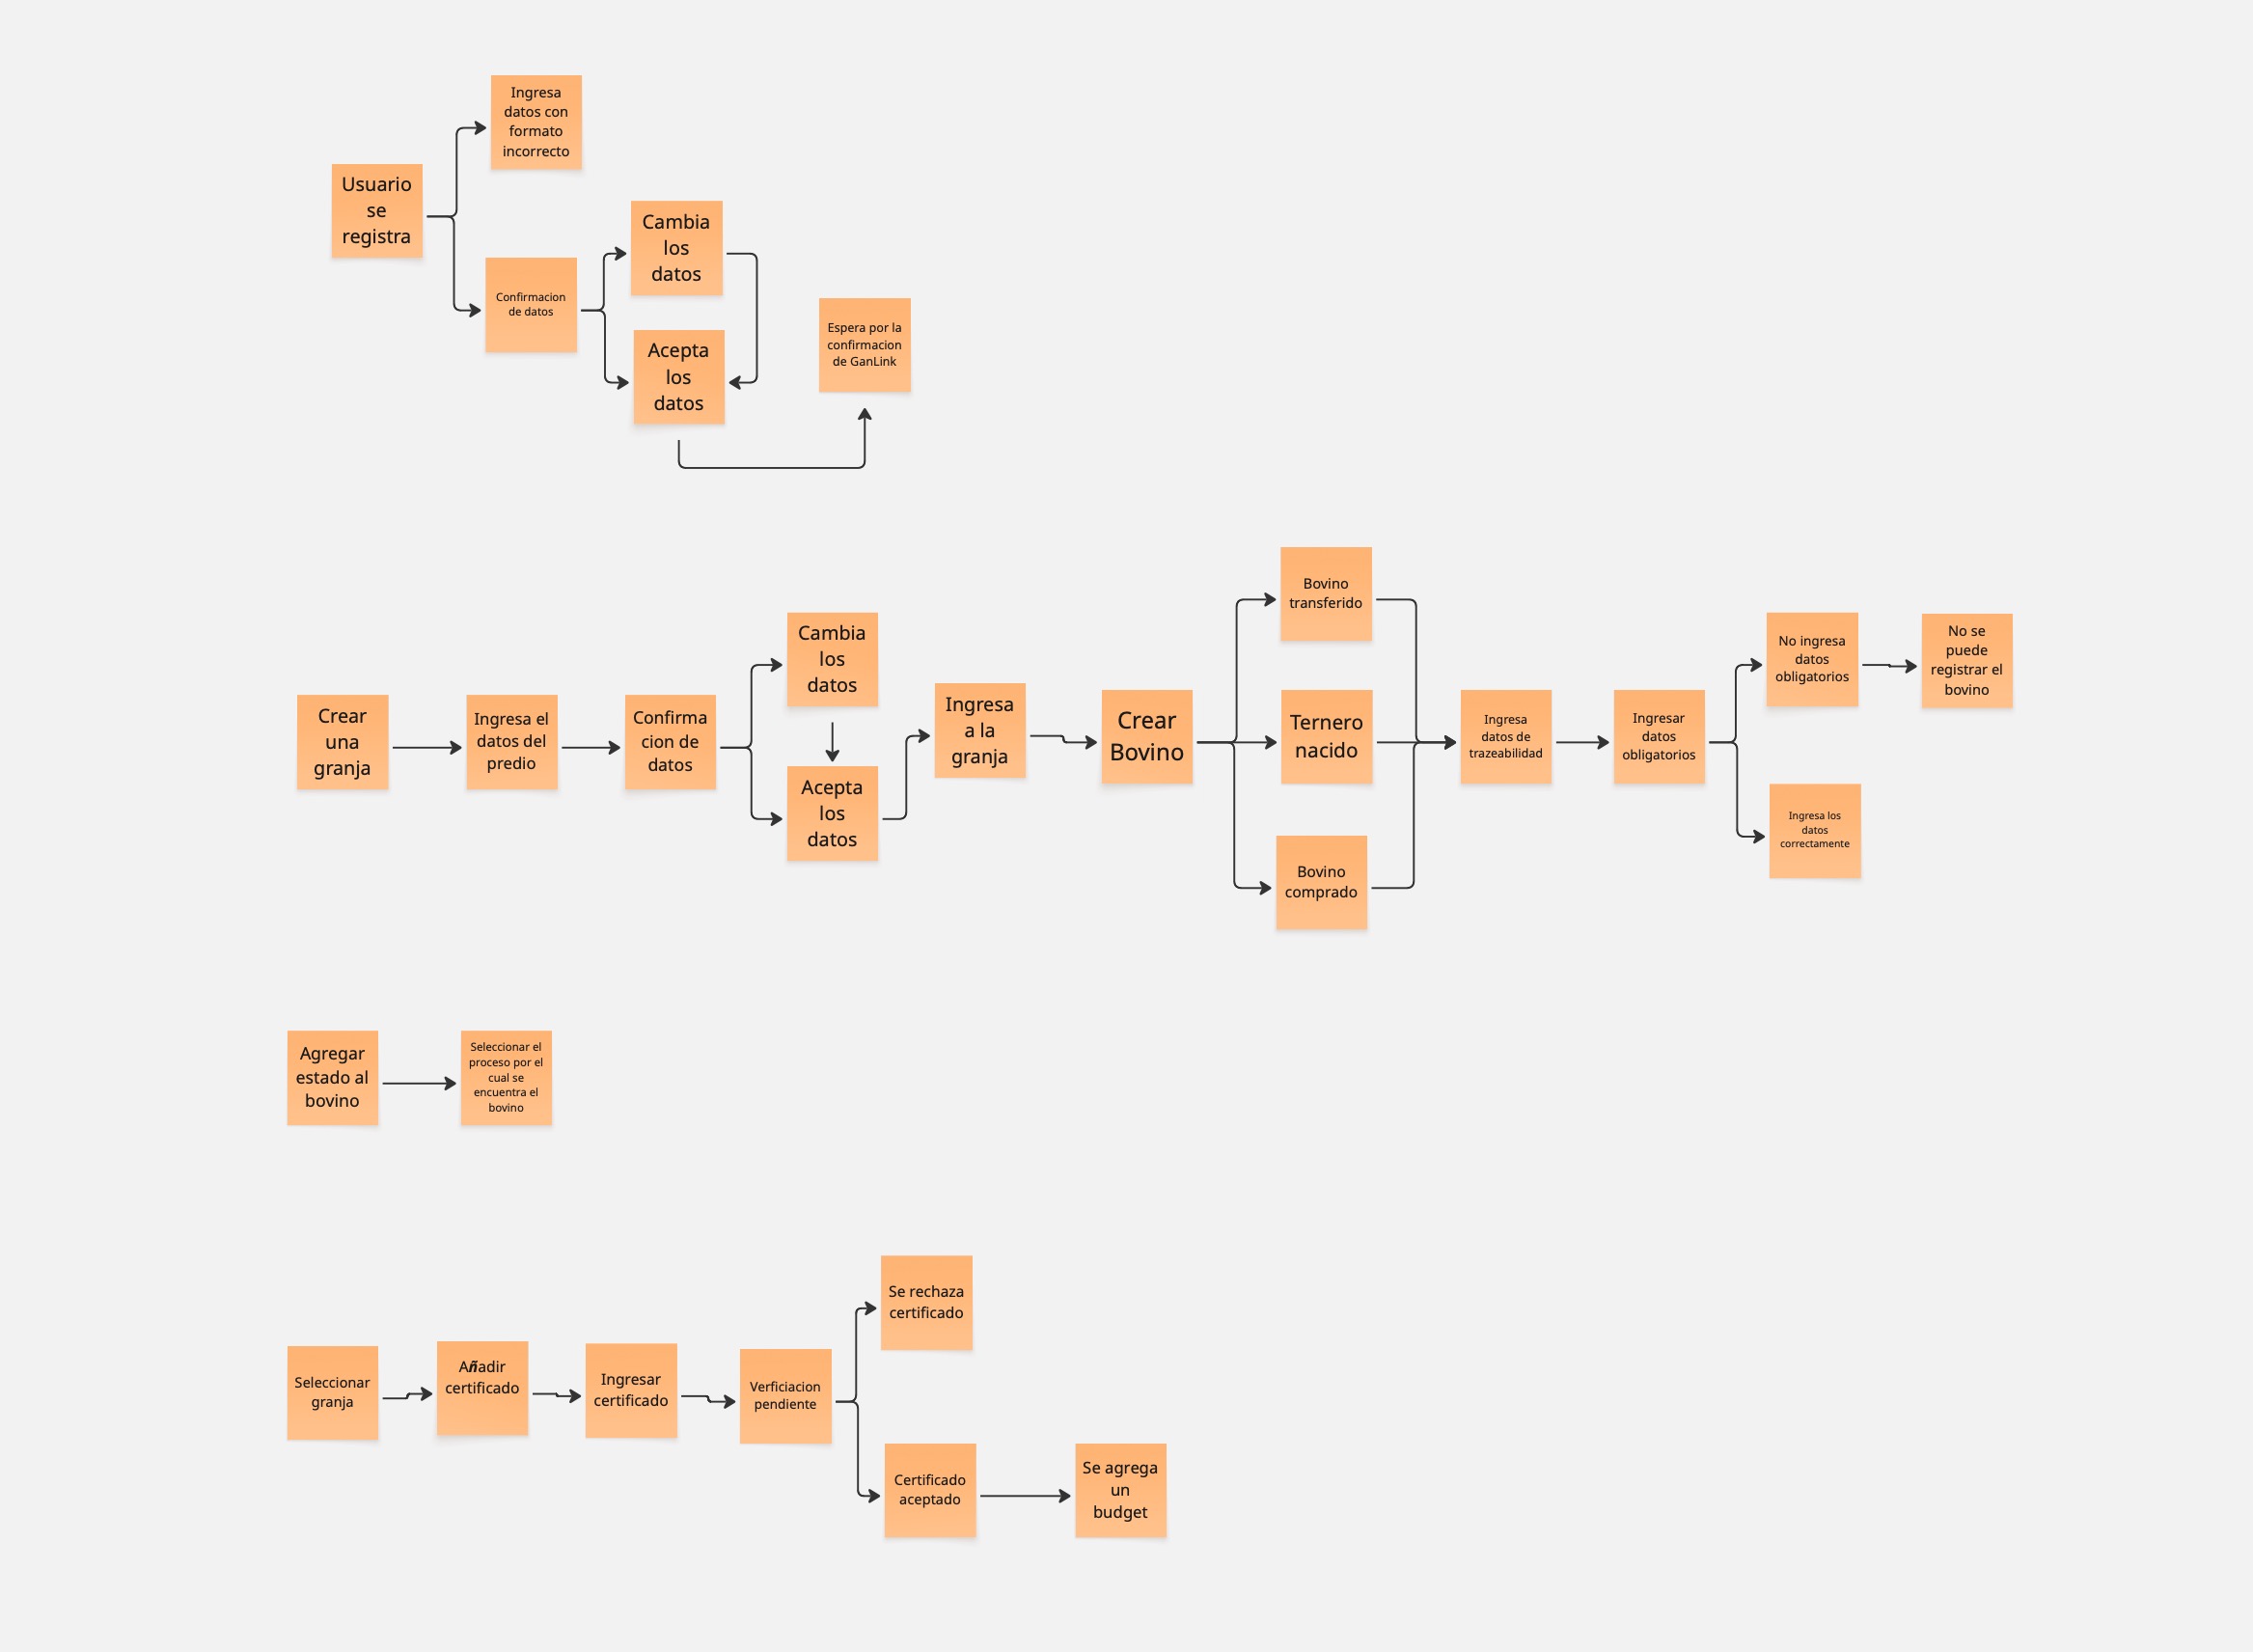 Ingresa
datos con
formato
incorrecto
Usuario
se
registra
Confirmacion
de datos
Cambia
los
datos
Acepta
los
datos
Espera por la
confirmacion
de GanLink
Crear
una
granja
Ingresa el
datos del
predio
Confirma
cion de
datos
Cambia
los
datos
Acepta
los
datos
Ingresa
a la
granja
Crear
Bovino
Bovino
transferido
Ternero
nacido
Bovino
comprado
Ingresa
datos de
trazeabilidad
Ingresar
datos
obligatorios
No ingresa
datos
obligatorios
No se
puede
registrar el
bovino
Ingresa los
datos
correctamente
Agregar
estado al
bovino
Seleccionar el
proceso por el
cual se
encuentra el
bovino
Seleccionar
granja
Añadir
certificado
Ingresar
certificado
Verficiacion
pendiente
Se rechaza
certificado
Certificado
aceptado
Se agrega
un
budget